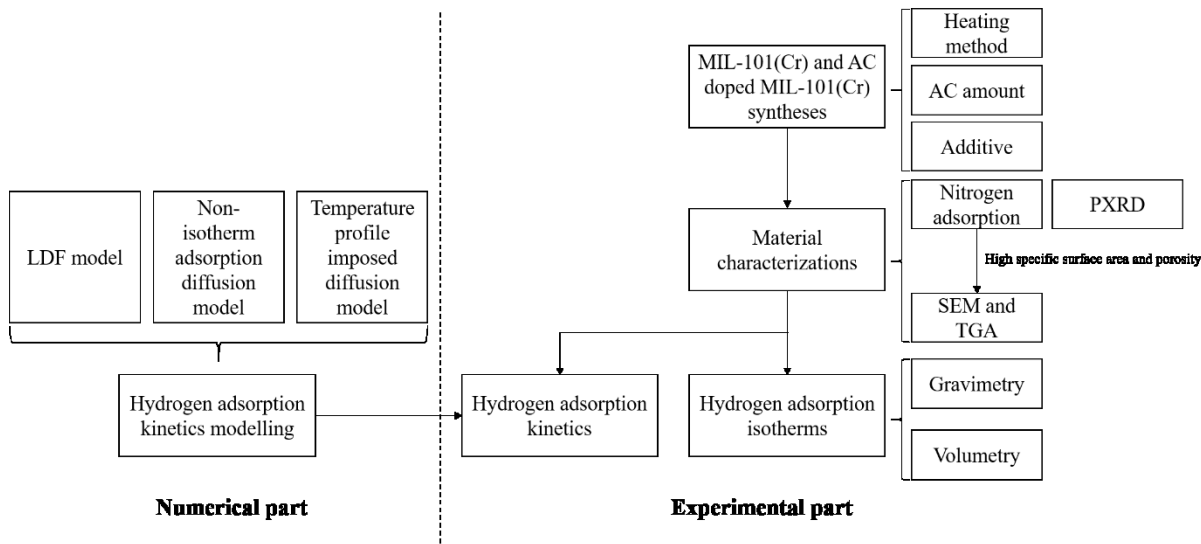 LDF model
Non-
isotherm
adsorption
diffusion
model
Temperature
profile
imposed
diffusion
model
Hydrogen adsorption
kinetics modelling
Numerical part
MIL-101(Cr) and AC
doped MIL-101(Cr)
syntheses
Heating
method
AC amount
Additive
Material
characterizations
Nitrogen
adsorption
PXRD
High specific surface area and porosity
SEM and
TGA
Hydrogen adsorption
kinetics
Hydrogen adsorption
isotherms
Gravimetry
Volumetry
Experimental part